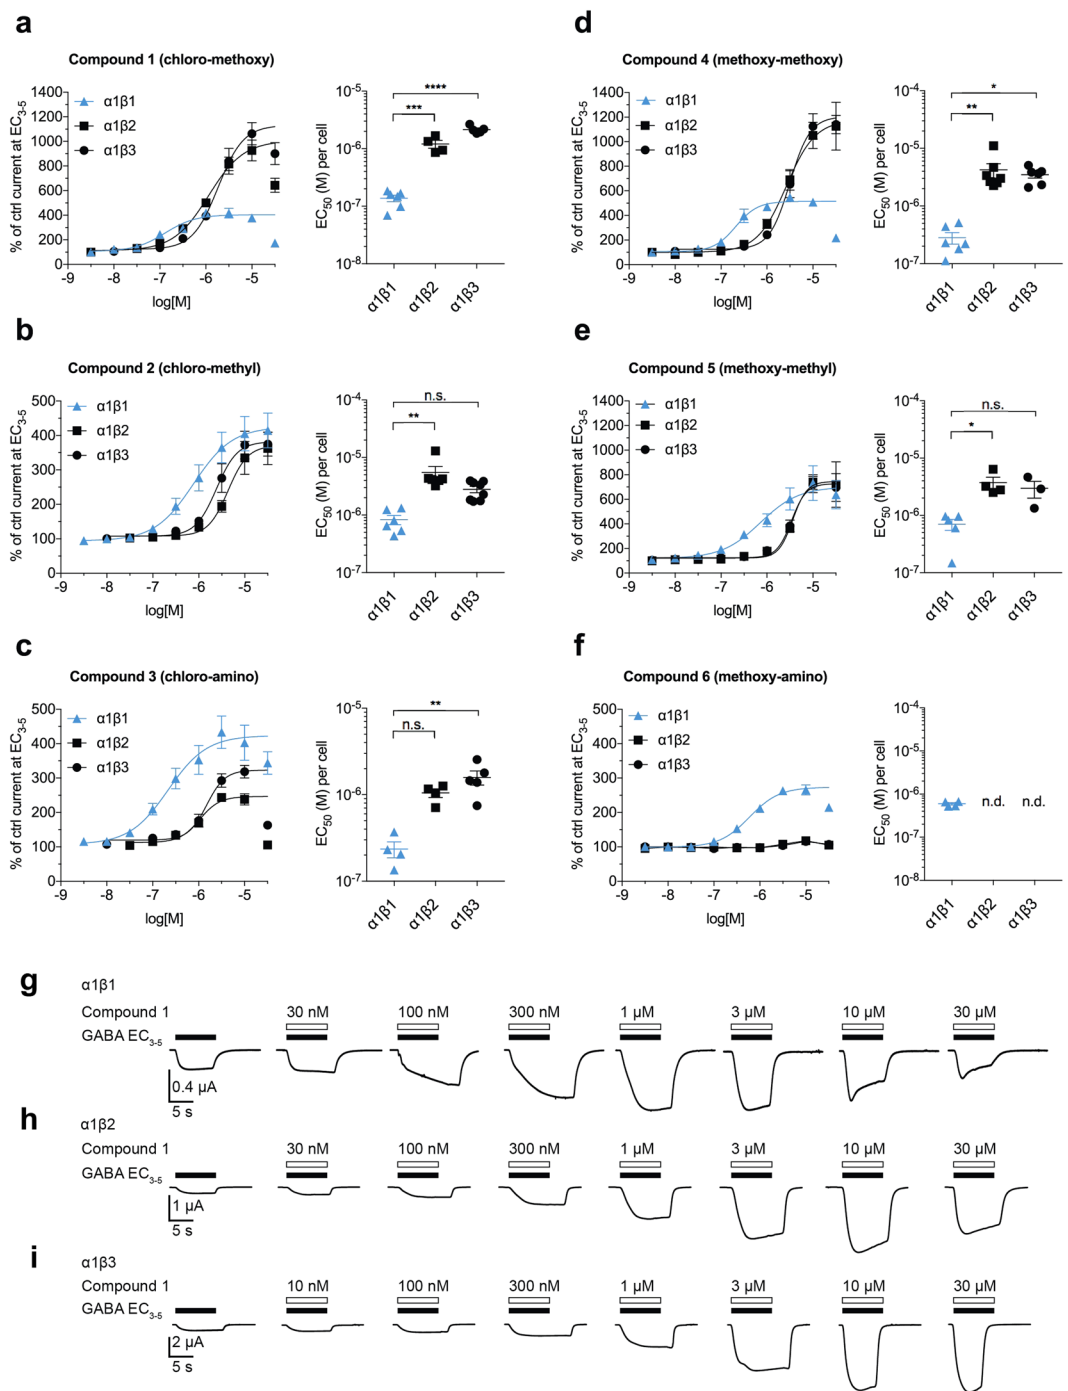 a
Compound 1 (chloro-methoxy)
% of ctrl current at EC3-5
1400
1200
1000
800
600
400
200
0
α1β1
α1β2
α1β3
-9 -8 -7 -6 -5 -4
log[M]
EC50 (M) per cell
10-5
10-6
10-7
10-8
****
***
α1β1 α1β2 α1β3
d
Compound 4 (methoxy-methoxy)
% of ctrl current at EC3-5
1400
1200
1000
800
600
400
200
0
α1β1
α1β2
α1β3
-9 -8 -7 -6 -5
log[M]
EC50 (M) per cell
10-4
10-5
10-6
10-7
*
**
α1β1 α1β2 α1β3
b
Compound 2 (chloro-methyl)
% of ctrl current at EC3-5
500
400
300
200
100
0
α1β1
α1β2
α1β3
-9 -8 -7 -6 -5 -4
log[M]
EC50 (M) per cell
10-4
10-5
10-6
10-7
n.s.
**
α1β1 α1β2 α1β3
e
Compound 5 (methoxy-methyl)
% of ctrl current at EC3-5
1400
1200
1000
800
600
400
200
0
α1β1
α1β2
α1β3
-9 -8 -7 -6 -5
log[M]
EC50 (M) per cell
10-4
10-5
10-6
10-7
n.s.
*
α1β1 α1β2 α1β3
c
Compound 3 (chloro-amino)
% of ctrl current at EC3-5
500
400
300
200
100
0
α1β1
α1β2
α1β3
-9 -8 -7 -6 -5 -4
log[M]
EC50 (M) per cell
10-5
10-6
10-7
**
n.s.
α1β1 α1β2 α1β3
f
Compound 6 (methoxy-amino)
% of ctrl current at EC3-5
500
400
300
200
100
0
α1β1
α1β2
α1β3
-9 -8 -7 -6 -5
log[M]
EC50 (M) per cell
10-4
10-5
10-6
10-7
10-8
n.d. n.d.
α1β1 α1β2 α1β3
g
α1β1
Compound 1 30 nM 100 nM 300 nM 1 µM 3 µM 10 µM 30 µM
GABA EC3-5
0.4 µA
5 s
h
α1β2
Compound 1 30 nM 100 nM 300 nM 1 µM 3 µM 10 µM 30 µM
GABA EC3-5
1 µA
5 s
i
α1β3
Compound 1 10 nM 100 nM 300 nM 1 µM 3 µM 10 µM 30 µM
GABA EC3-5
2 µA
5 s